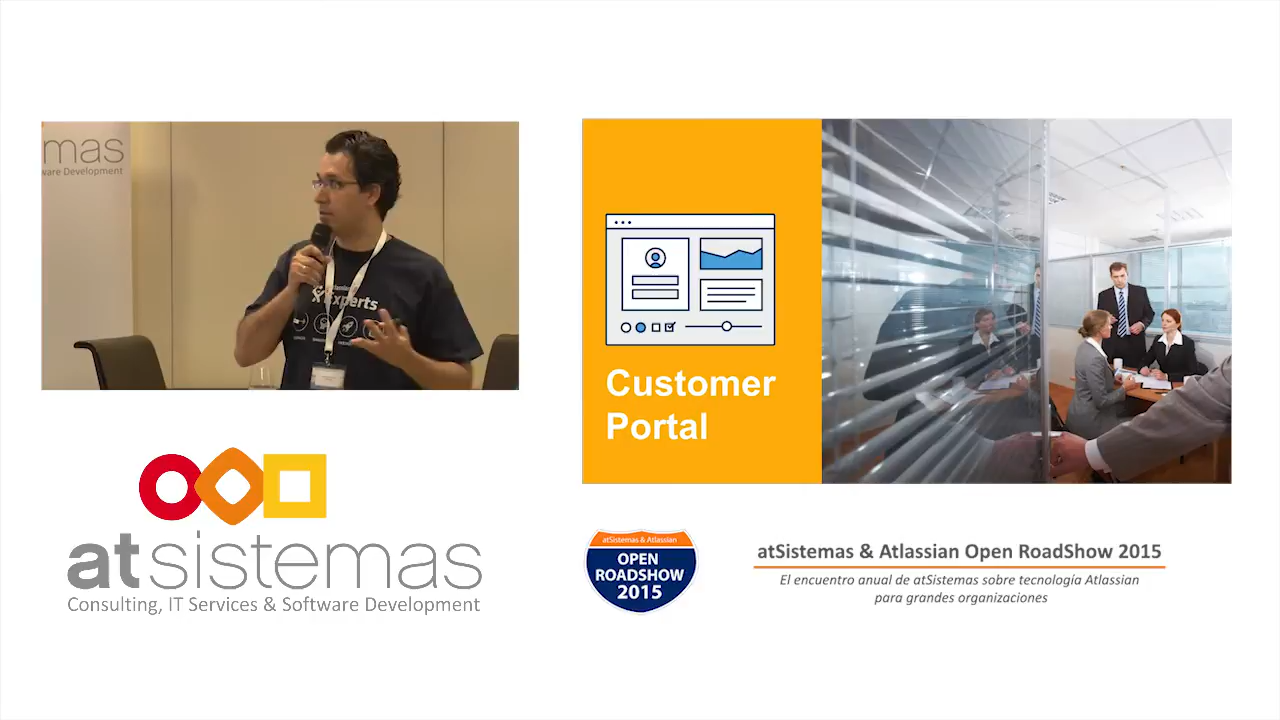 mas
ware Development
Experts
Customer
Portal
atsistemas
Consulting, IT Services & Software Development
atSistemas & Atlassian
OPEN
ROADSHOW
2015
atSistemas & Atlassian Open RoadShow 2015
El encuentro anual de atSistemas sobre tecnología Atlassian
para grandes organizaciones